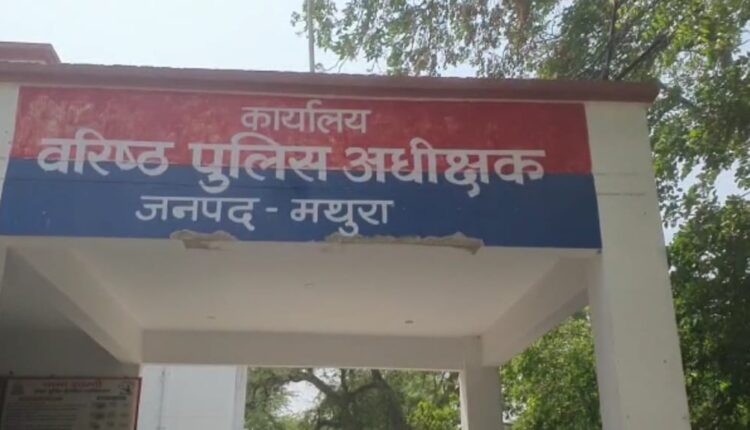 कार्यालय
वरिष्ठ पुलिस अधीक्षक
जनपद - मथुरा